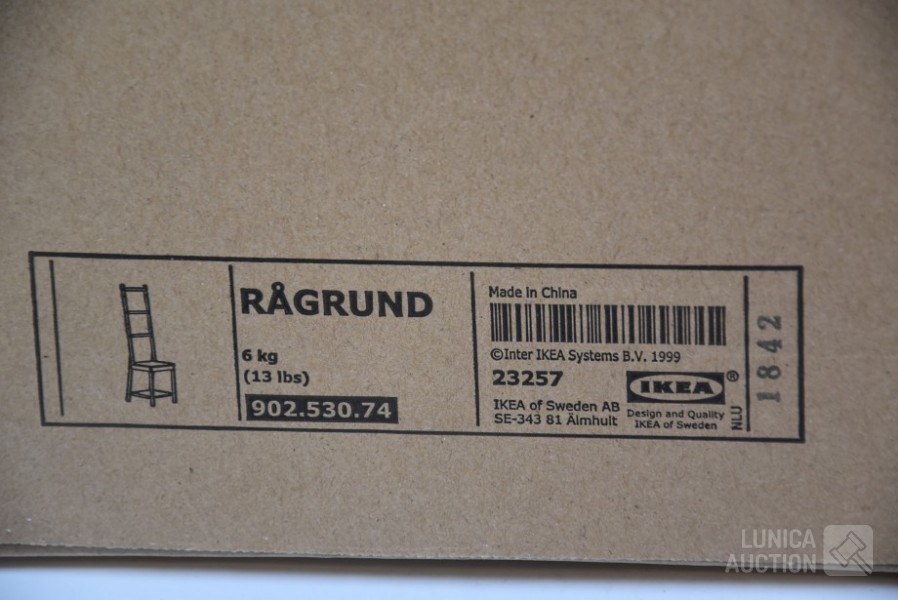 RÅGRUND
6 kg
(13 lbs)
902.530.74
Made in China
©Inter IKEA Systems B.V. 1999
23257
IKEA of Sweden AB
SE-343 81 Älmhult
IKEA®
Design and Quality
IKEA of Sweden
NLU
1842
LUNICA
AUCTION